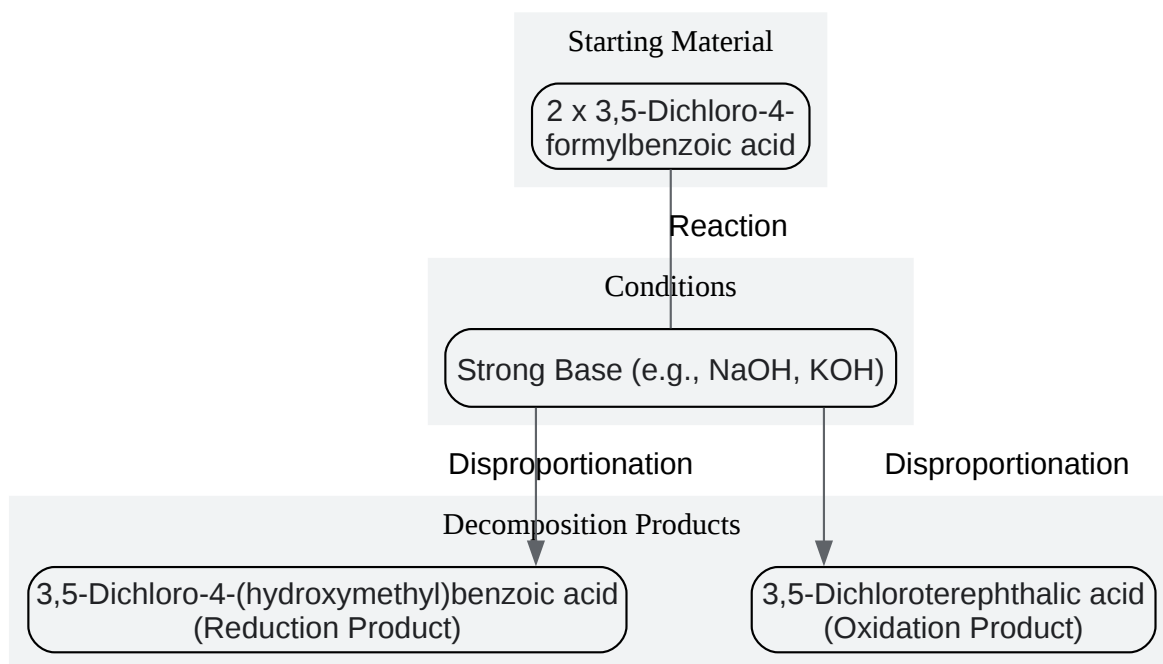 Starting Material
2 x 3,5-Dichloro-4-
formylbenzoic acid
Reaction
Conditions
Strong Base (e.g., NaOH, KOH)
Disproportionation
Disproportionation
Decomposition Products
3,5-Dichloro-4-(hydroxymethyl)benzoic acid
(Reduction Product)
3,5-Dichloroterephthalic acid
(Oxidation Product)